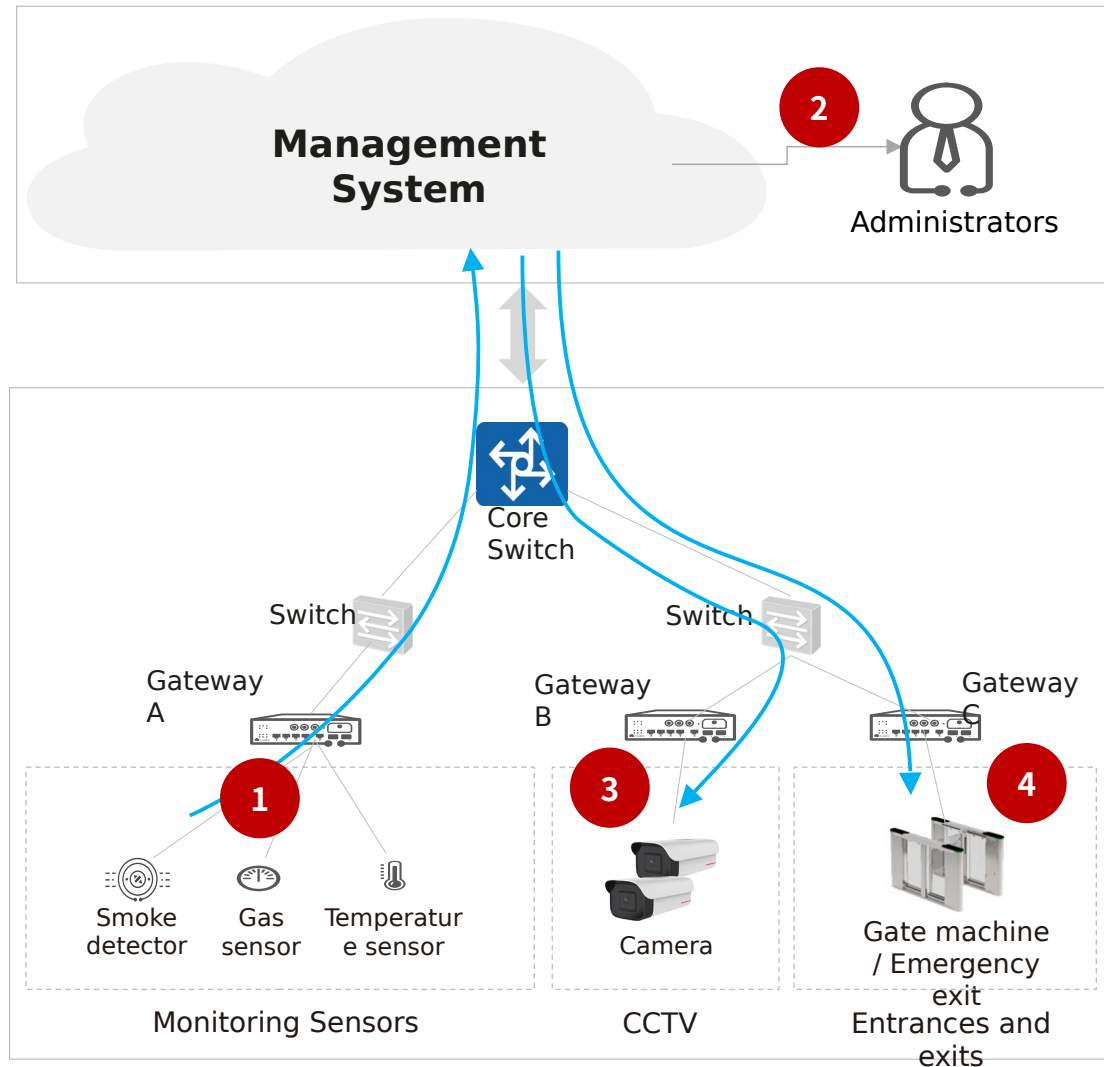 Management
System
2
Administrators
Core
Switch
Switch
Switch
Gateway
A
Gateway
B
Gateway
C
1
3
4
Smoke
detector
Gas
sensor
Temperatur
e sensor
Camera
Gate machine
/ Emergency
exit
Monitoring Sensors
CCTV
Entrances and
exits